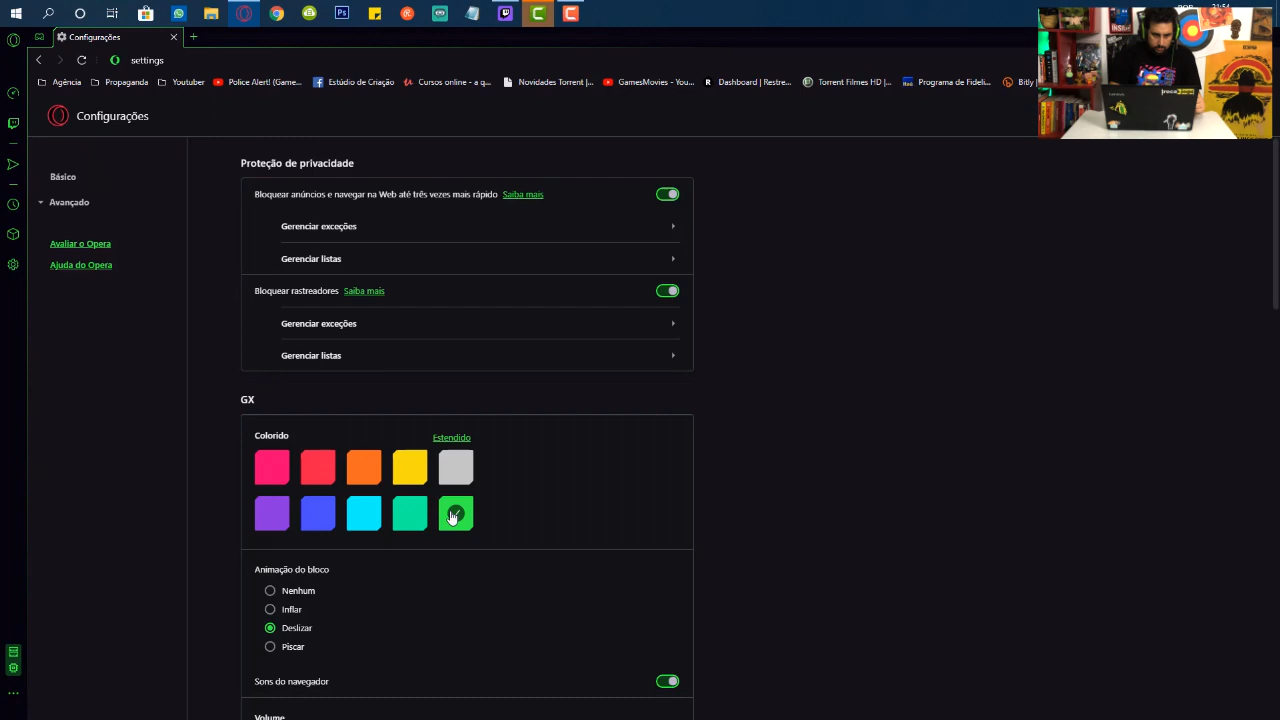 Configurações
settings
Agência
Propaganda
Youtuber
Police Alert! (Game...
Estúdio de Criação
Cursos online - a q...
Novidades Torrent |...
GamesMovies - You...
Dashboard | Restre...
Torrent Filmes HD |...
Programa de Fideli...
Bitly
Configurações
Básico
Avançado
Avaliar o Opera
Ajuda do Opera
Proteção de privacidade
Bloquear anúncios e navegar na Web até três vezes mais rápido Saiba mais
Gerenciar exceções
Gerenciar listas
Bloquear rastreadores Saiba mais
Gerenciar exceções
Gerenciar listas
GX
Colorido
Estendido
Animação do bloco
Nenhum
Inflar
Deslizar
Piscar
Sons do navegador
Volume